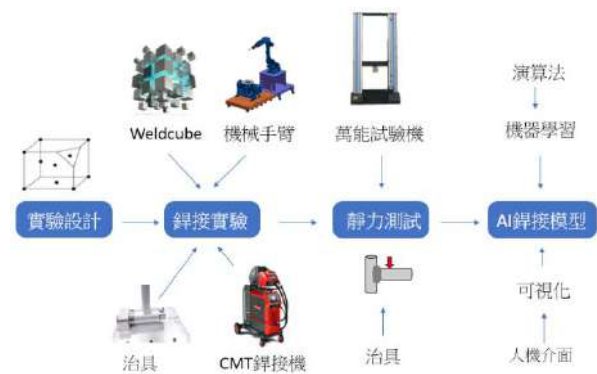 演算法
Weldcube
機械手臂
萬能試驗機
機器學習
實驗設計
銲接實驗
靜力測試
AI銲接模型
可視化
治具
CMT銲接機
治具
人機介面